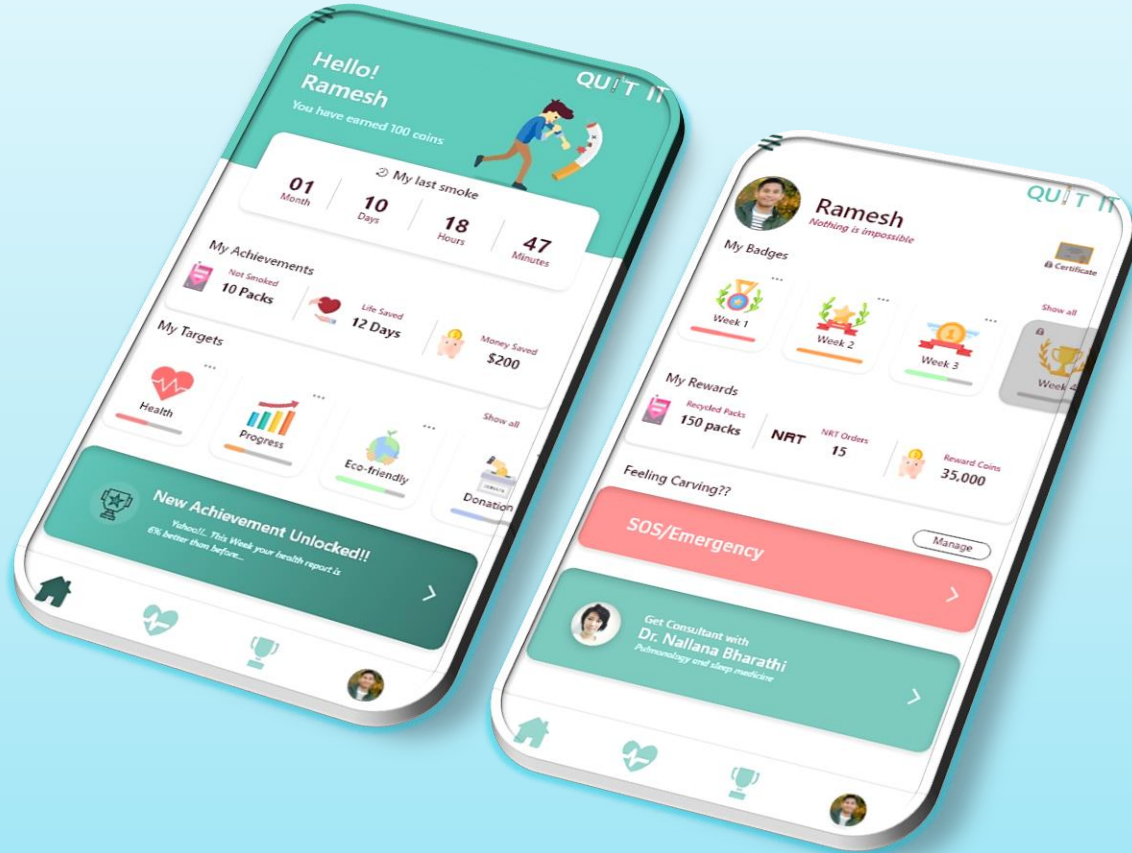 Hello!
Ramesh
You have earned 100 coins
QUIT IT
My last smoke
01
Month
10
Days
18
Hours
47
Minutes
My Achievements
Not Smoked
10 Packs
Life Saved
12 Days
Money Saved
$200
My Targets
Show all
Health
Progress
Eco-friendly
Donation
New Achievement Unlocked!!
Yahoo!!.. This Week your health report is
6% better than before...
QUIT IT
Ramesh
Nothing is impossible
Certificate
My Badges
Show all
Week 1
Week 2
Week 3
Week 4
My Rewards
Recycled Packs
150 packs
NRT
NRT Orders
15
Reward Coins
35,000
Feeling Carving??
Manage
SOS/Emergency
Get Consultant with
Dr. Nallana Bharathi
Pulmonology and sleep medicine